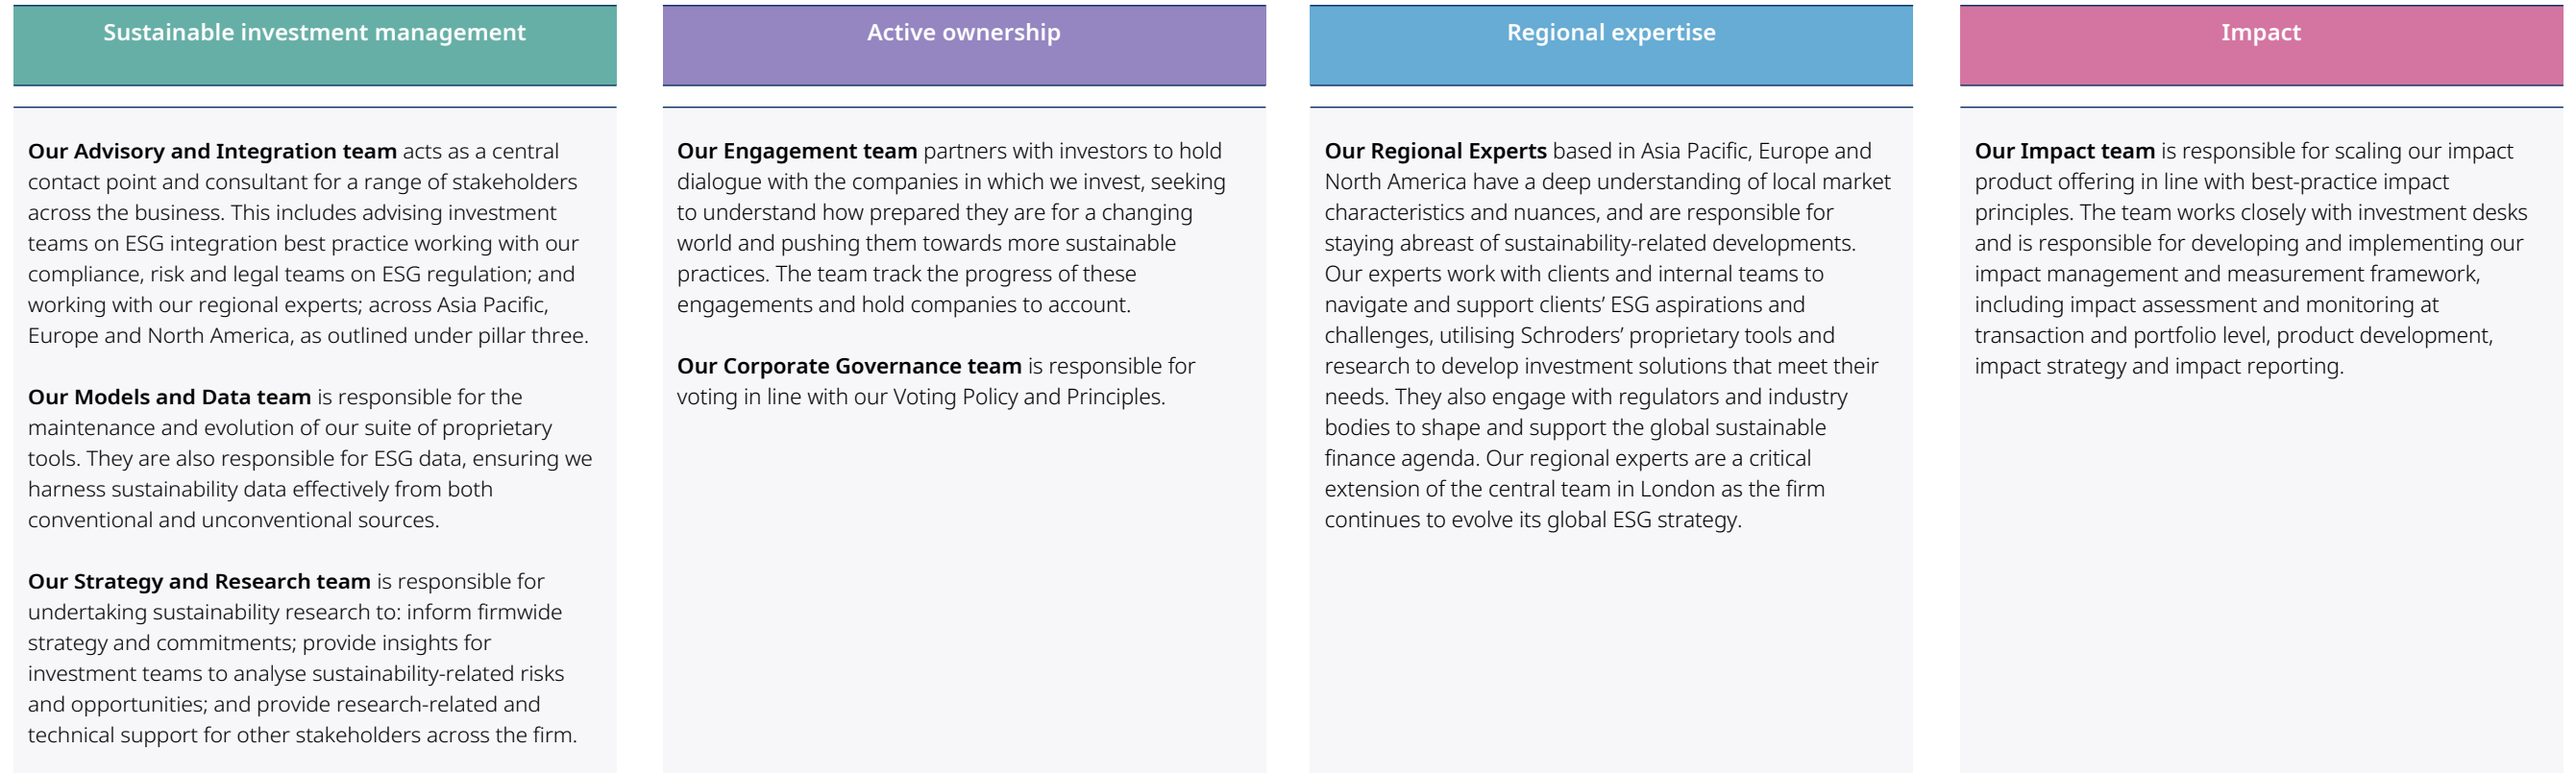 Sustainable investment management
Our Advisory and Integration team acts as a central
contact point and consultant for a range of stakeholders
across the business. This includes advising investment
teams on ESG integration best practice working with our
compliance, risk and legal teams on ESG regulation; and
working with our regional experts; across Asia Pacific,
Europe and North America, as outlined under pillar three.
Our Models and Data team is responsible for the
maintenance and evolution of our suite of proprietary
tools. They are also responsible for ESG data, ensuring we
harness sustainability data effectively from both
conventional and unconventional sources.
Our Strategy and Research team is responsible for
undertaking sustainability research to: inform firmwide
strategy and commitments; provide insights for
investment teams to analyse sustainability-related risks
and opportunities; and provide research-related and
technical support for other stakeholders across the firm.
Active ownership
Our Engagement team partners with investors to hold
dialogue with the companies in which we invest, seeking
to understand how prepared they are for a changing
world and pushing them towards more sustainable
practices. The team track the progress of these
engagements and hold companies to account.
Our Corporate Governance team is responsible for
voting in line with our Voting Policy and Principles.
Regional expertise
Our Regional Experts based in Asia Pacific, Europe and
North America have a deep understanding of local market
characteristics and nuances, and are responsible for
staying abreast of sustainability-related developments.
Our experts work with clients and internal teams to
navigate and support clients’ ESG aspirations and
challenges, utilising Schroders’ proprietary tools and
research to develop investment solutions that meet their
needs. They also engage with regulators and industry
bodies to shape and support the global sustainable
finance agenda. Our regional experts are a critical
extension of the central team in London as the firm
continues to evolve its global ESG strategy.
Impact
Our Impact team is responsible for scaling our impact
product offering in line with best-practice impact
principles. The team works closely with investment desks
and is responsible for developing and implementing our
impact management and measurement framework,
including impact assessment and monitoring at
transaction and portfolio level, product development,
impact strategy and impact reporting.